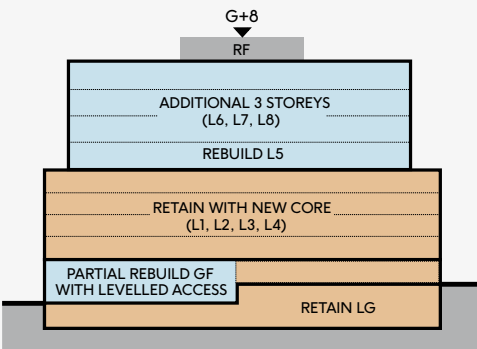 G+8
RF
ADDITIONAL 3 STOREYS
(L6, L7, L8)
REBUILD L5
RETAIN WITH NEW CORE
(L1, L2, L3, L4)
PARTIAL REBUILD GF
WITH LEVELLED ACCESS
RETAIN LG